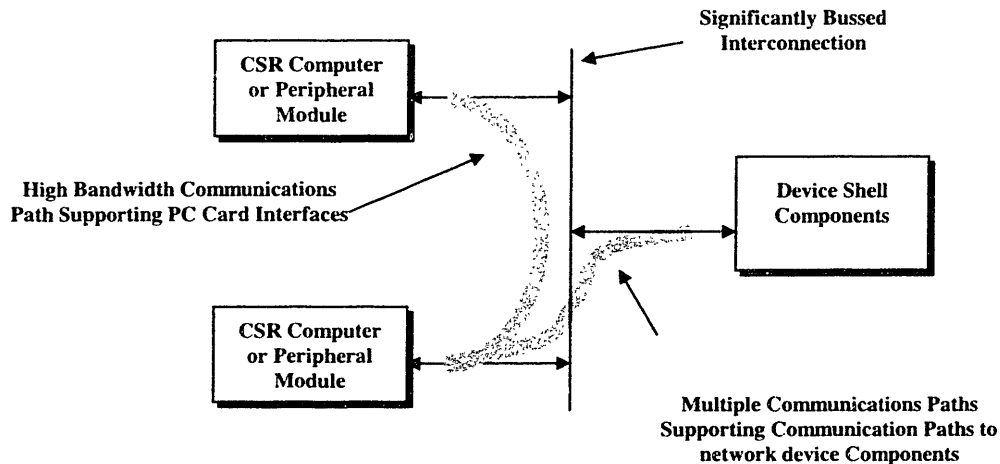 Significantly Bussed
Interconnection
CSR Computer
or Peripheral
Module
High Bandwidth Communications
Path Supporting PC Card Interfaces
Device Shell
Components
CSR Computer
or Peripheral
Module
Multiple Communications Paths
Supporting Communication Paths to
network device Components